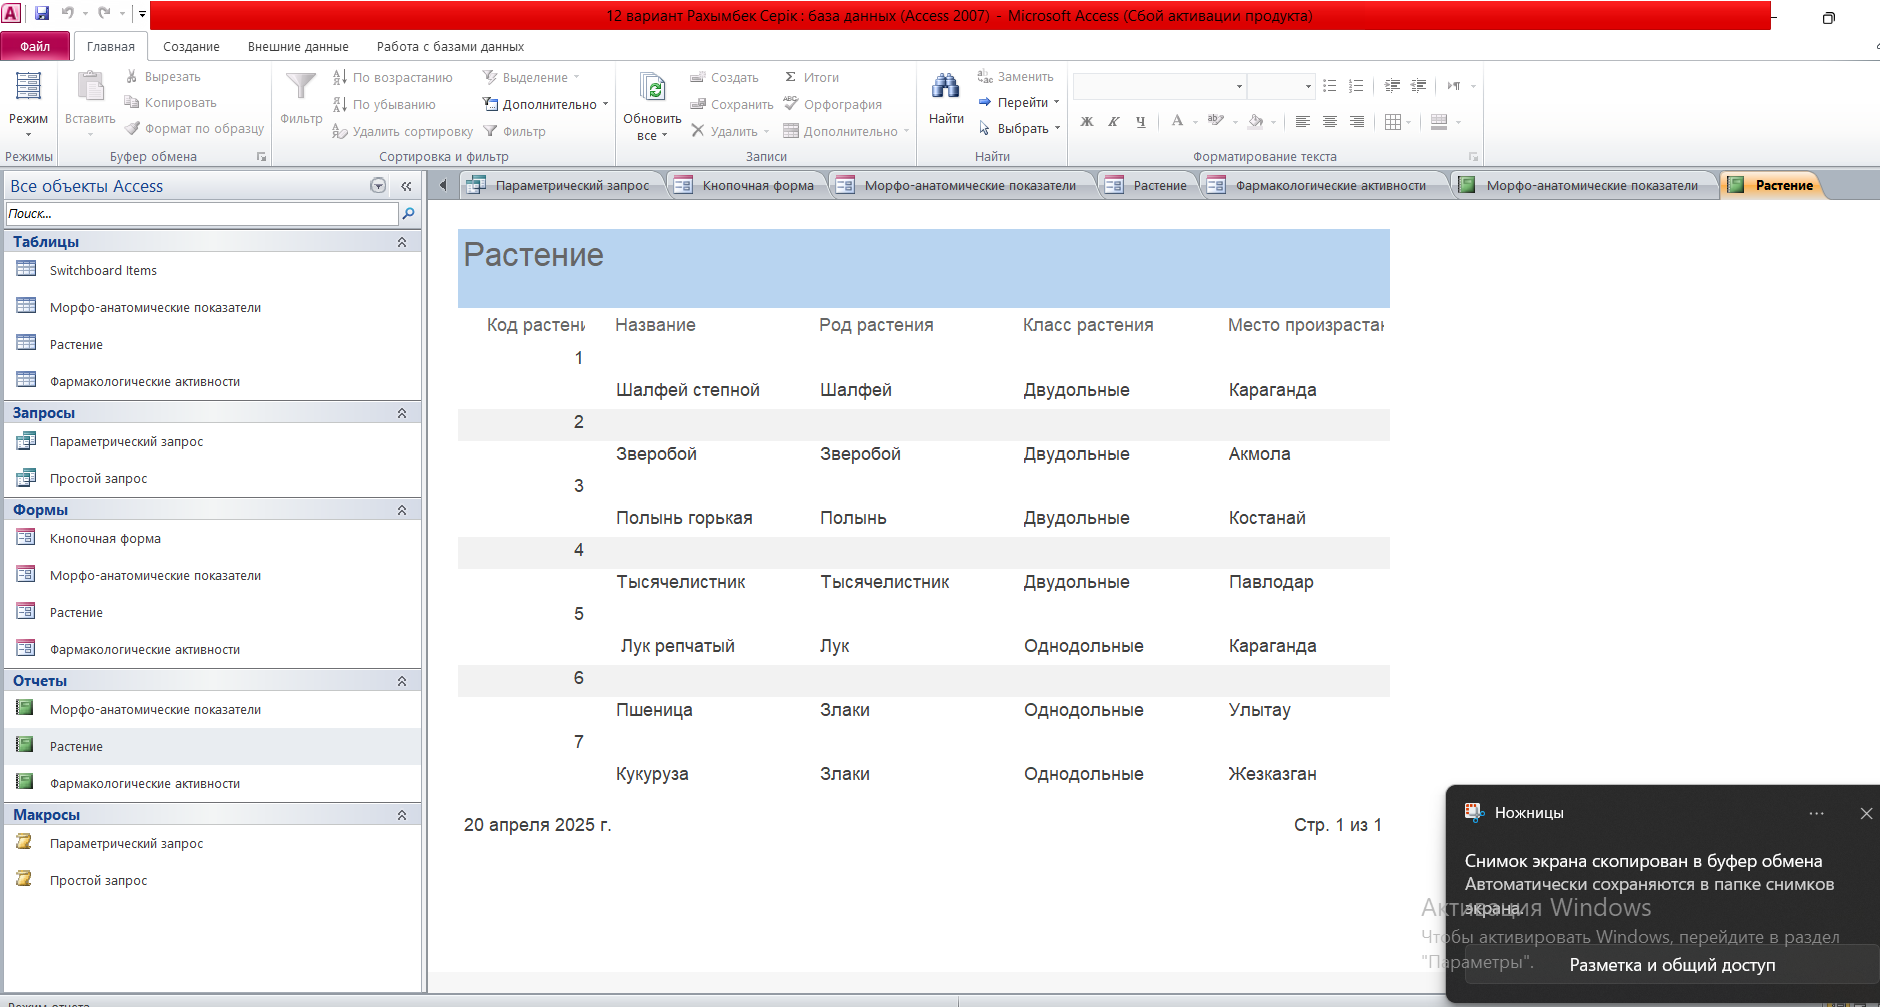 12 вариант Рахымбек Серік : база данных (Access 2007) - Microsoft Access (Сбой активации продукта)
Файл Главная Создание Внешние данные Работа с базами данных
Режим
Режимы
Вставить
Вырезать
Копировать
Формат по образцу
Буфер обмена
Фильтр
По возрастанию
По убыванию
Удалить сортировку
Выделение
Дополнительно
Фильтр
Сортировка и фильтр
Обновить
все
Создать
Сохранить
Удалить
Итоги
Орфография
Дополнительно
Записи
Найти
Заменить
Перейти
Выбрать
Найти
Ж К Ч А
Форматирование текста
Все объекты Access
Поиск...
Таблицы
Switchboard Items
Морфо-анатомические показатели
Растение
Фармакологические активности
Запросы
Параметрический запрос
Простой запрос
Формы
Кнопочная форма
Морфо-анатомические показатели
Растение
Фармакологические активности
Отчеты
Морфо-анатомические показатели
Растение
Фармакологические активности
Макросы
Параметрический запрос
Простой запрос
Параметрический запрос Кнопочная форма Морфо-анатомические показатели Растение Фармакологические активности Морфо-анатомические показатели Растение
Растение
Код растени Название Род растения Класс растения Место произрастан
1
Шалфей степной Шалфей Двудольные Караганда
2
Зверобой Зверобой Двудольные Акмола
3
Полынь горькая Полынь Двудольные Костанай
4
Тысячелистник Тысячелистник Двудольные Павлодар
5
Лук репчатый Лук Однодольные Караганда
6
Пшеница Злаки Однодольные Улытау
7
Кукуруза Злаки Однодольные Жезказган
20 апреля 2025 г. Стр. 1 из 1
Ножницы
Снимок экрана скопирован в буфер обмена
Автоматически сохраняются в папке снимков
экрана.
Активация Windows
Чтобы активировать Windows, перейдите в раздел
"Параметры".
Разметка и общий доступ
Режим отчета